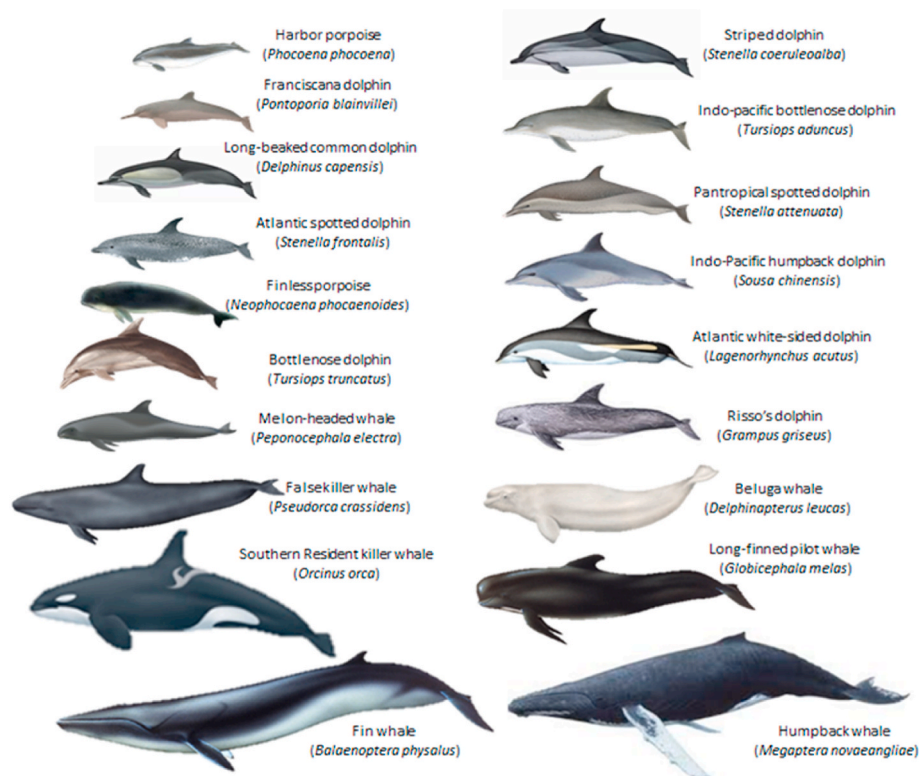 Harbor porpoise
(Phocoena phocoena)
Franciscana dolphin
(Pontoporia blainvillei)
Long-beaked common dolphin
(Delphinus capensis)
Atlantic spotted dolphin
(Stenella frontalis)
Finless porpoise
(Neophocaena phocaenoides)
Bottlenose dolphin
(Tursiops truncatus)
Melon-headed whale
(Peponocephala electra)
False killer whale
(Pseudorca crassidens)
Southern Resident killer whale
(Orcinus orca)
Fin whale
(Balaenoptera physalus)
Striped dolphin
(Stenella coeruleoalba)
Indo-pacific bottlenose dolphin
(Tursiops aduncus)
Pantropical spotted dolphin
(Stenella attenuata)
Indo-Pacific humpback dolphin
(Sousa chinensis)
Atlantic white-sided dolphin
(Lagenorhynchus acutus)
Risso's dolphin
(Grampus griseus)
Beluga whale
(Delphinapterus leucas)
Long-finned pilot whale
(Globicephala melas)
Humpback whale
(Megaptera novaeangliae)